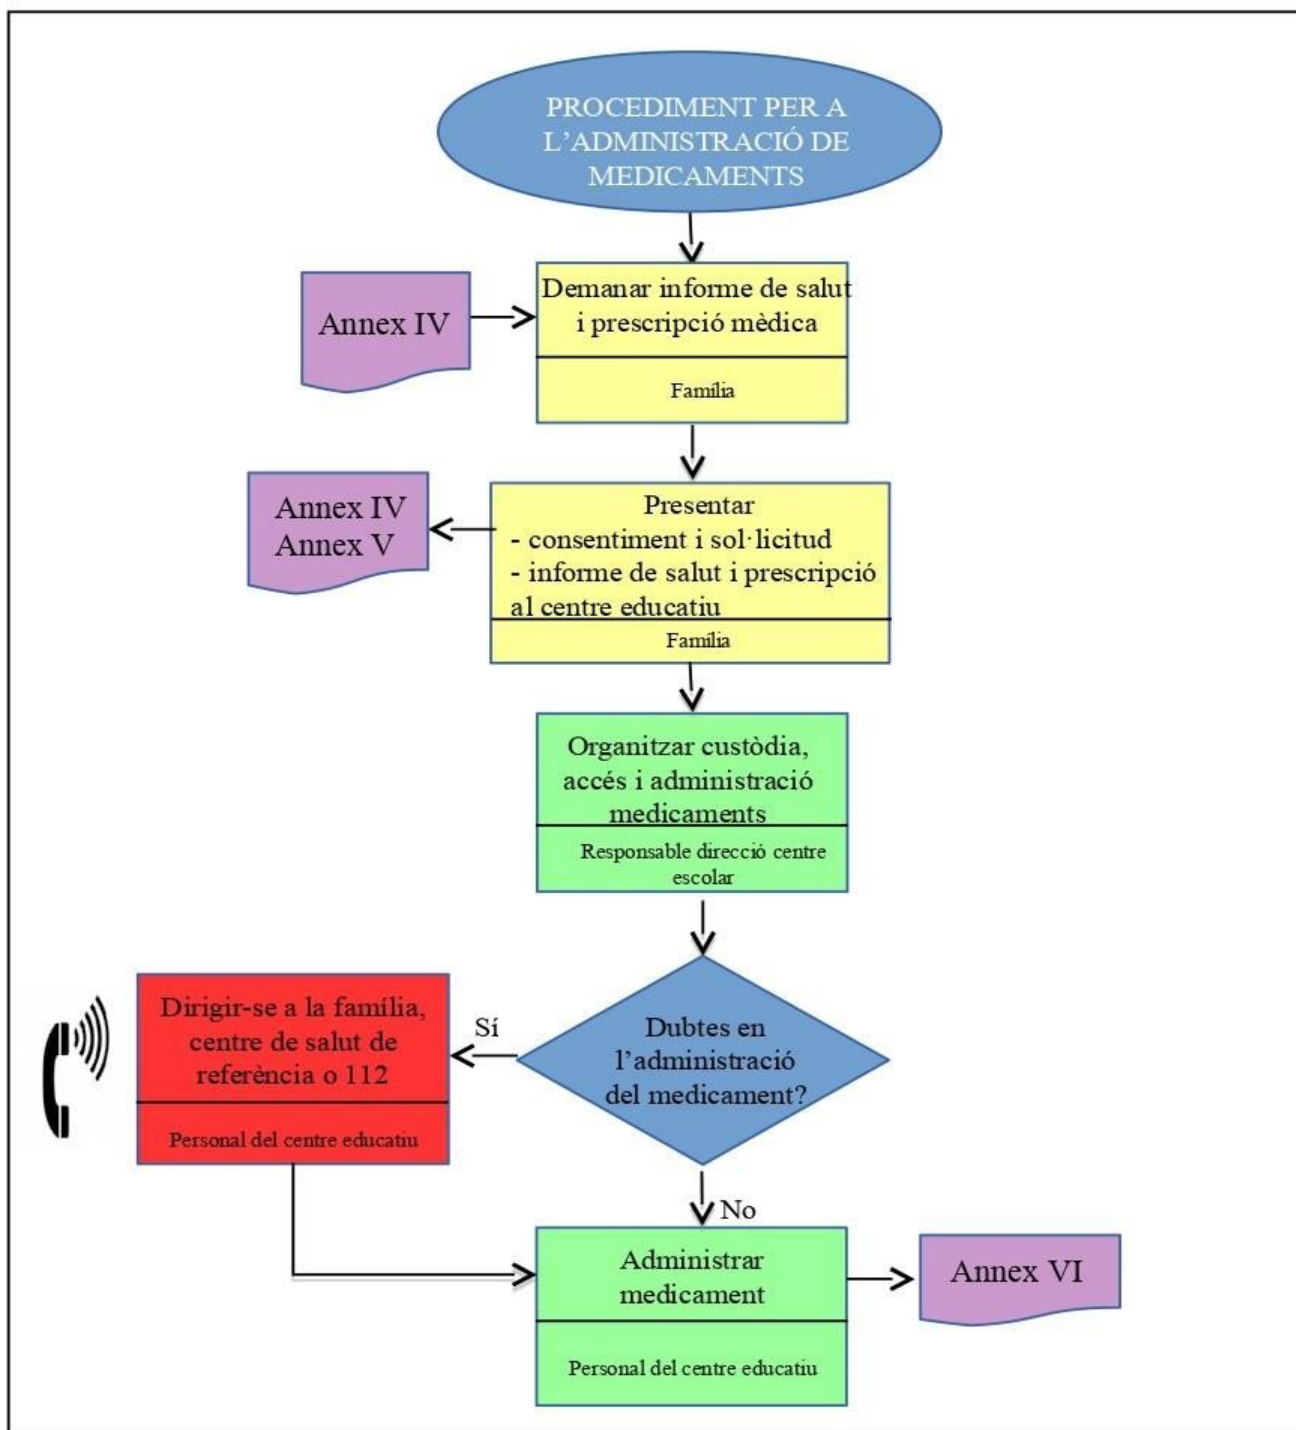 PROCEDIMENT PER A
L’ADMINISTRACIÓ DE
MEDICAMENTS
Annex IV
Demanar informe de salut
i prescripció mèdica
Família
Annex IV
Annex V
Presentar
- consentiment i sol·licitud
- informe de salut i prescripció
al centre educatiu
Família
Organitzar custòdia,
accés i administració
medicaments
Responsable direcció centre
escolar
Dirigir-se a la família,
centre de salut de
referència o 112
Personal del centre educatiu
Sí
Dubtes en
l’administració
del medicament?
No
Administrar
medicament
Personal del centre educatiu
Annex VI